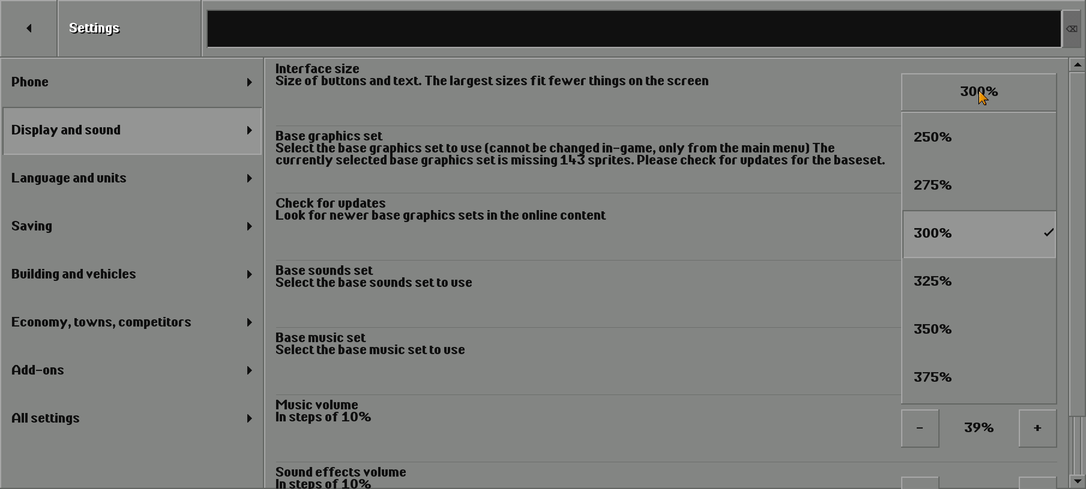 Settings
Phone
Display and sound
Language and units
Saving
Building and vehicles
Economy, towns, competitors
Add-ons
All settings
Interface size
Size of buttons and text. The largest sizes fit fewer things on the screen
300%
250%
275%
300%
325%
350%
375%
Base graphics set
Select the base graphics set to use (cannot be changed in-game, only from the main menu) The
currently selected base graphics set is missing 143 sprites. Please check for updates for the baseset.
Check for updates
Look for newer base graphics sets in the online content
Base sounds set
Select the base sounds set to use
Base music set
Select the base music set to use
Music volume
In steps of 10%
- 39% +
Sound effects volume
In steps of 10%